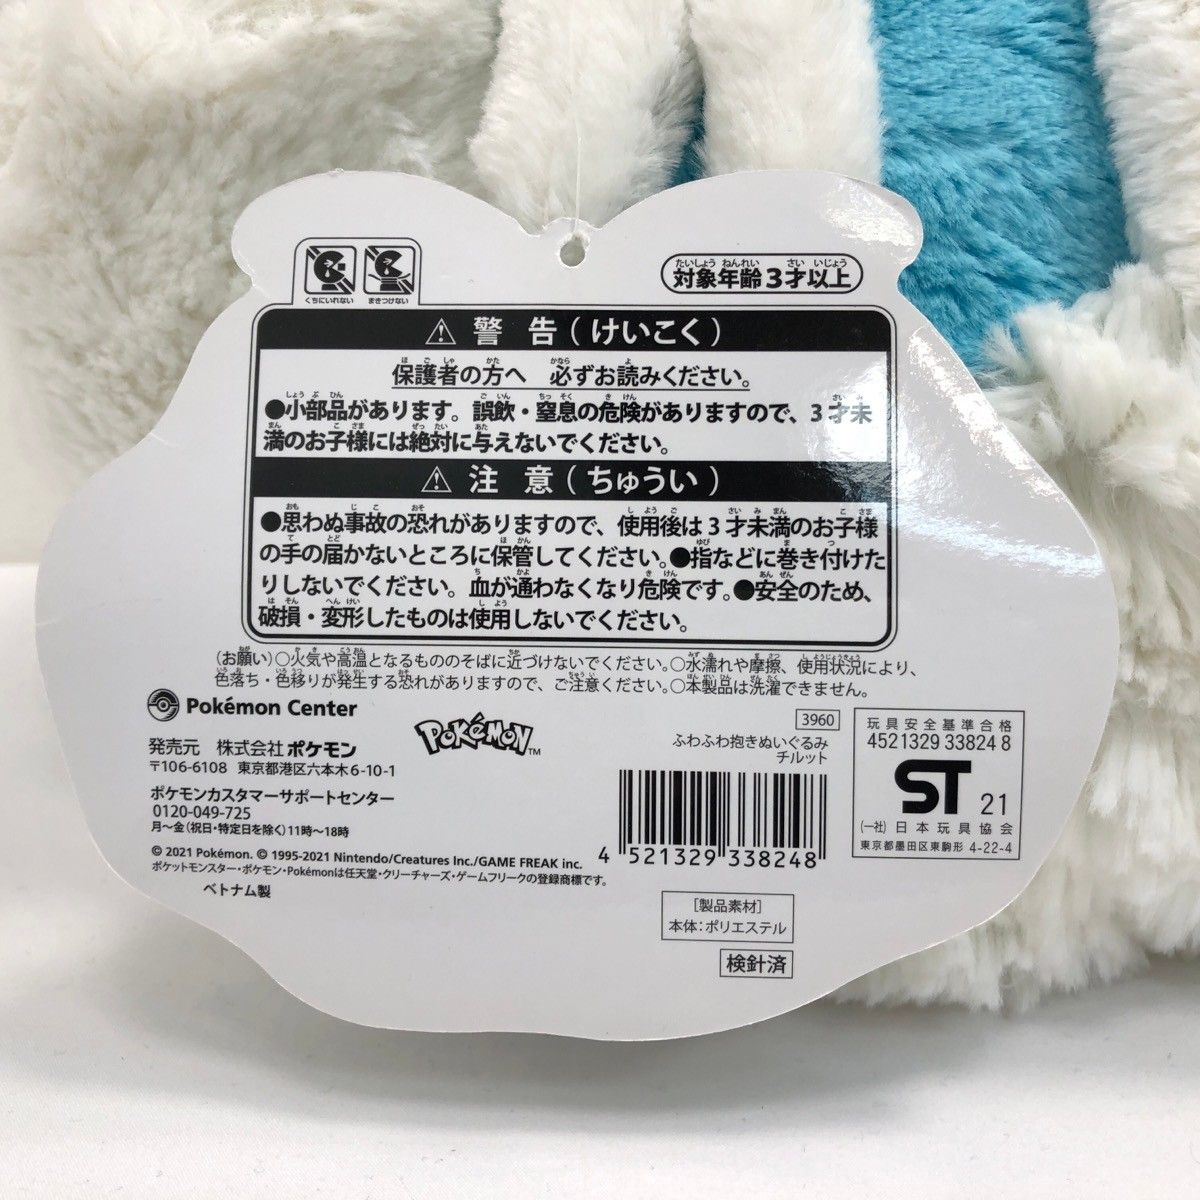 くちにいれない
まきつけない
対象年齢3才以上
たいしょう ねんれい さい いじょう
⚠ 警 告(けいこく)
保護者の方へ 必ずお読みください。
●小部品があります。誤飲・窒息の危険がありますので、3才未
満のお子様には絶対に与えないでください。
⚠ 注 意(ちゅうい)
●思わぬ事故の恐れがありますので、使用後は3才未満のお子様
の手の届かないところに保管してください。●指などに巻き付けた
りしないでください。血が通わなくなり危険です。●安全のため、
破損・変形したものは使用しないでください。
(お願い)○火気や高温となるもののそばに近づけないでください。○水濡れや摩擦、使用状況により、
色落ち・色移りが発生する恐れがありますので、ご注意ください。○本製品は洗濯できません。
Pokémon Center
発売元 株式会社ポケモン
〒106-6108 東京都港区六本木6-10-1
ポケモンカスタマーサポートセンター
0120-049-725
月〜金(祝日・特定日を除く)11時〜18時
© 2021 Pokémon. © 1995-2021 Nintendo/Creatures Inc./GAME FREAK inc.
ポケットモンスター・ポケモン・Pokémonは任天堂・クリーチャーズ・ゲームフリークの登録商標です。
ベトナム製
POKéMON™
3960
ふわふわ抱きぬいぐるみ
チルット
4 521329 338248
玩具安全基準合格
4521329 33824 8
ST 21
(一社)日本玩具協会
東京都墨田区東駒形 4-22-4
[製品素材]
本体:ポリエステル
検針済